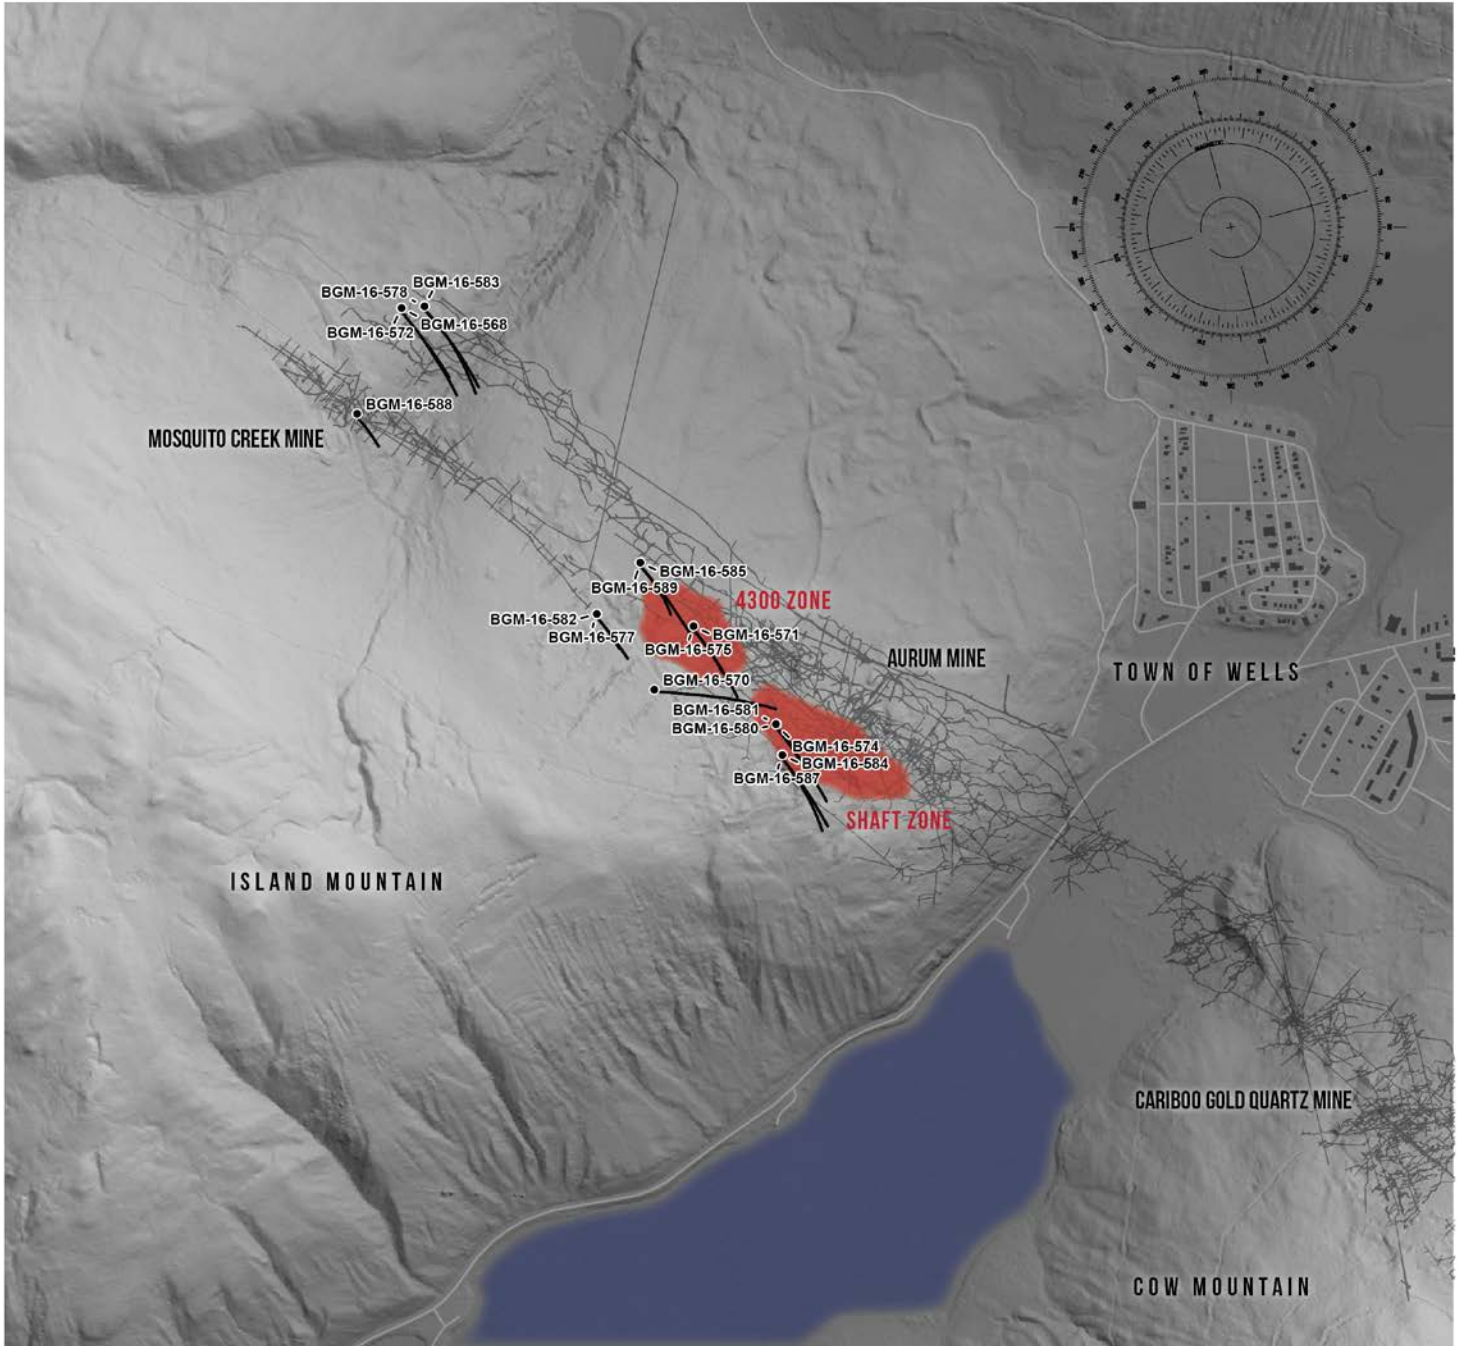 MAGNETIC
BGM-16-583
BGM-16-578
BGM-16-568
BGM-16-572
BGM-16-588
MOSQUITO CREEK MINE
BGM-16-585
BGM-16-589
4300 ZONE
BGM-16-582
BGM-16-577
BGM-16-571
BGM-16-575
AURUM MINE
TOWN OF WELLS
BGM-16-570
BGM-16-581
BGM-16-580
BGM-16-574
BGM-16-584
BGM-16-587
SHAFT ZONE
ISLAND MOUNTAIN
CARIBOO GOLD QUARTZ MINE
COW MOUNTAIN